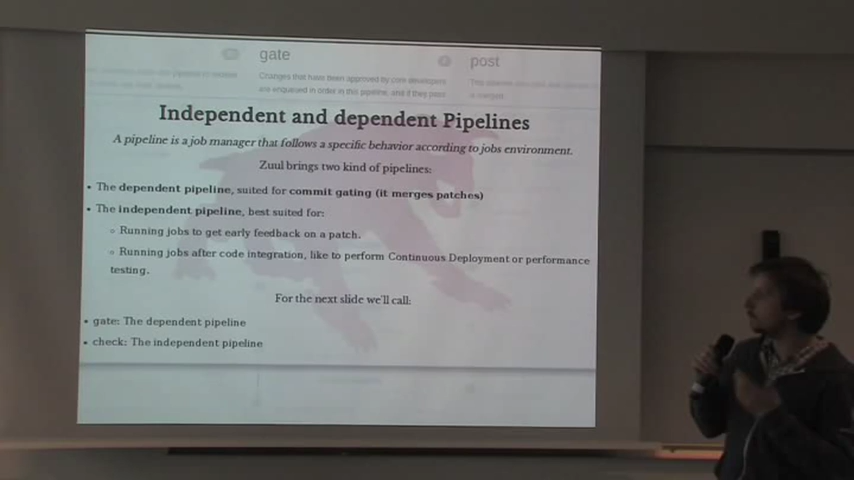 gate
post
Changes that have been approved by core developers
are enqueued in order in this pipeline, and if they pass
Independent and dependent Pipelines
A pipeline is a job manager that follows a specific behavior according to jobs environment.
Zuul brings two kind of pipelines:
• The dependent pipeline, suited for commit gating (it merges patches)
• The independent pipeline, best suited for:
◦ Running jobs to get early feedback on a patch.
◦ Running jobs after code integration, like to perform Continuous Deployment or performance
testing.
For the next slide we'll call:
• gate: The dependent pipeline
• check: The independent pipeline